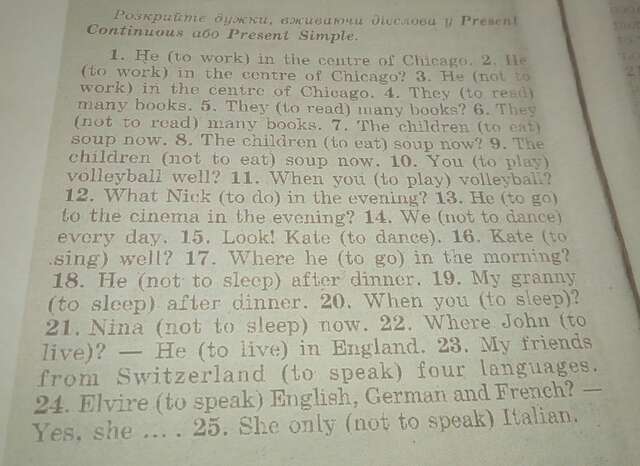 Розкрийте дужки, вживаючи дієслова у Present
Continuous або Present Simple.
1. He (to work) in the centre of Chicago. 2. He
(to work) in the centre of Chicago? 3. He (not to
work) in the centre of Chicago. 4. They (to read)
many books. 5. They (to read) many books? 6. They
(not to read) many books. 7. The children (to eat)
soup now. 8. The children (to eat) soup now? 9. The
children (not to eat) soup now. 10. You (to play)
volleyball well? 11. When you (to play) volleyball?
12. What Nick (to do) in the evening? 13. He (to go)
to the cinema in the evening? 14. We (not to dance)
every day. 15. Look! Kate (to dance). 16. Kate (to
sing) well? 17. Where he (to go) in the morning?
18. He (not to sleep) after dinner. 19. My granny
(to sleep) after dinner. 20. When you (to sleep)?
21. Nina (not to sleep) now. 22. Where John (to
live)? — He (to live) in England. 23. My friends
from Switzerland (to speak) four languages.
24. Elvire (to speak) English, German and French? —
Yes, she .... 25. She only (not to speak) Italian.